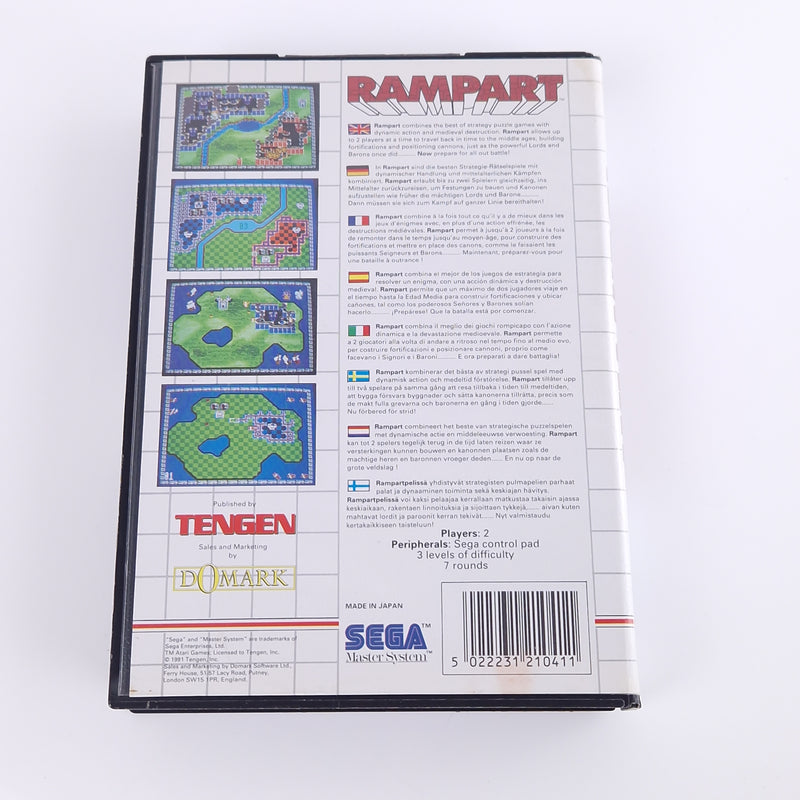 RAMPART™
Rampart combines the best of strategy puzzle games with
dynamic action and medieval destruction. Rampart allows up
to 2 players at a time to travel back in time to the middle ages, building
fortifications and positioning cannons, just as the powerful Lords and
Barons once did........ Now prepare for all out battle!
In Rampart sind die besten Strategie-Rätselspiele mit
dynamischer Handlung und mittelalterlichen Kämpfen
kombiniert. Rampart erlaubt bis zu zwei Spielern gleichzeitig, ins
Mittelalter zurückzureisen, um Festungen zu bauen und Kanonen
aufzustellen wie früher die mächtigen Lords und Barone........
Dann müssen sie sich zum Kampf auf ganzer Linie bereithalten!
Rampart combine à la fois tout ce qu'il y a de mieux dans les
jeux d'énigmes avec, en plus d'une action effrénée, les
destructions médiévales. Rampart permet à jusqu'à 2 joueurs à la fois
de remonter dans le temps jusqu'au moyen-âge, pour construire des
fortifications et mettre en place des canons, comme le faisaient les
puissants Seigneurs et Barons........ Maintenant, préparez-vous pour
une bataille à outrance !
Rampart combina el mejor de los juegos de estrategia para
resolver un enigma, con una acción dinámica y destrucción
medieval. Rampart permite que un máximo de dos jugadores viaje en
el tiempo hasta la Edad Media para construir fortificaciones y ubicar
cañones, tal como los poderosos Señores y Barones solían
hacerlo........ ¡Prepárese! Que la batalla está por comenzar.
Rampart combina il meglio dei giochi rompicapo con l'azione
dinamica e la devastazione medioevale. Rampart permette
a 2 giocatori alla volta di andare a ritroso nel tempo fino al medio evo,
per costruire fortificazioni e posizionare cannoni, proprio come
facevano i Signori e i Baroni........ E ora preparati a dare battaglia!
Rampart kombinerar det bästa av strategi pussel spel med
dynamisk action och medeltid förstörelse. Rampart tillåter upp
till två spelare på samma gång att resa tillbaka i tiden till medeltiden,
att bygga försvars byggnader och sätta kanonerna tillrätta, precis som
de makt fulla grevarna och baronerna en gång i tiden gjorde......
Nu förbered för strid!
Rampart combineert het beste van strategische puzzelspelen
met dynamische actie en middeleeuwse verwoesting. Rampart
kan tot 2 spelers tegelijk terug in de tijd laten reizen waar ze
versterkingen kunnen bouwen en kanonnen plaatsen zoals de
machtige heren en baronnen vroeger deden...... En nu op naar de
grote veldslag !
Rampartpelissä yhdistyvät strategisten pulmapelien parhaat
palat ja dynaaminen toiminta sekä keskiajan hävitys.
Rampartpelissä voi kaksi pelaajaa kerrallaan matkustaa takaisin ajassa
keskiaikaan, rakentaen linnoituksia ja sijoittaen tykkejä,...... aivan kuten
mahtavat lordit ja paroonit kerran tekivät...... Nyt valmistaudu
kertakaikkiseen taisteluun!
Players: 2
Peripherals: Sega control pad
3 levels of difficulty
7 rounds
Published by
TENGEN
Sales and Marketing
by
DOMARK
"Sega" and "Master System" are trademarks of
Sega Enterprises, Ltd.
TM Atari Games; Licensed to Tengen, Inc.
© 1991 Tengen, Inc.
Sales and Marketing by Domark Software Ltd.,
Ferry House, 51-57 Lacy Road, Putney,
London SW15 1PR, England.
MADE IN JAPAN
SEGA™
Master System™
5 022231 210411